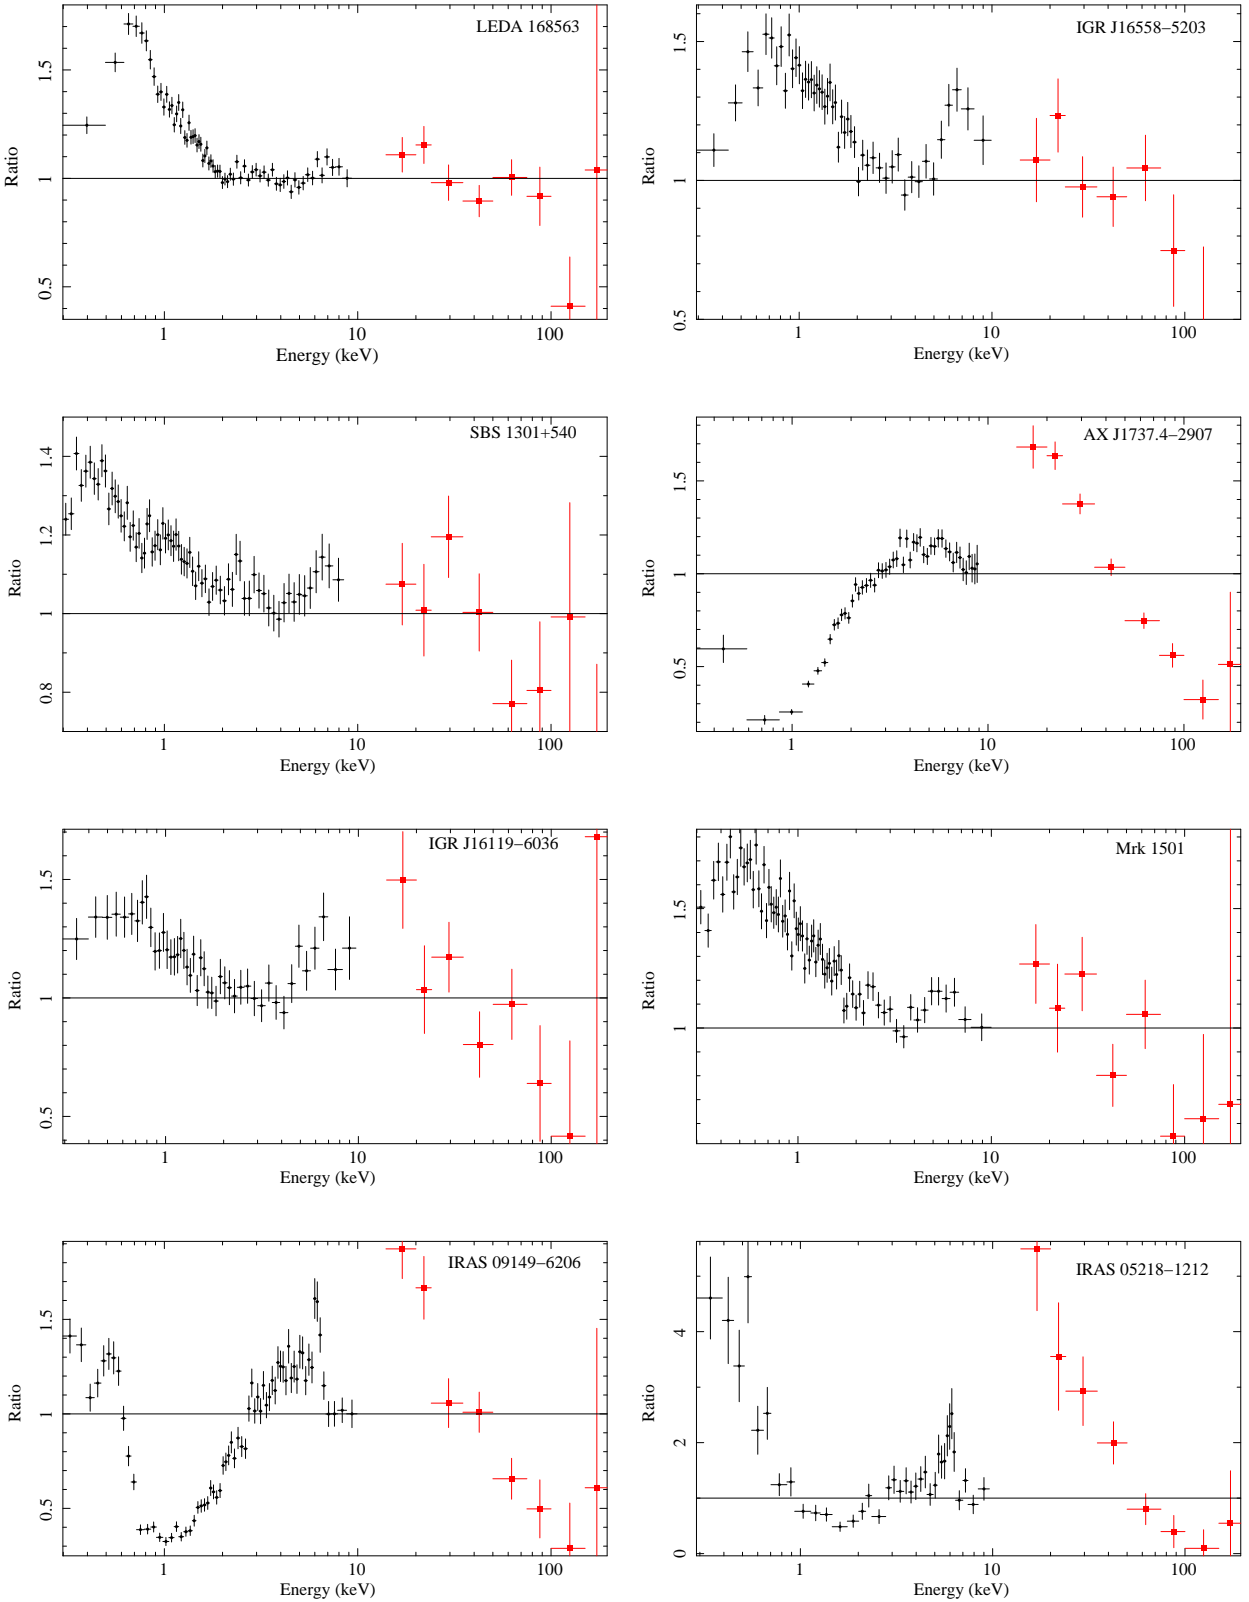 LEDA 168563
Ratio
0.5
1
1.5
1
10
100
Energy (keV)
IGR J16558−5203
Ratio
0.5
1
1.5
1
10
100
Energy (keV)
SBS 1301+540
Ratio
0.8
1
1.2
1.4
1
10
100
Energy (keV)
AX J1737.4−2907
Ratio
0.5
1
1.5
1
10
100
Energy (keV)
IGR J16119−6036
Ratio
0.5
1
1.5
1
10
100
Energy (keV)
Mrk 1501
Ratio
1
1.5
1
10
100
Energy (keV)
IRAS 09149−6206
Ratio
0.5
1
1.5
1
10
100
Energy (keV)
IRAS 05218−1212
Ratio
0
2
4
1
10
100
Energy (keV)